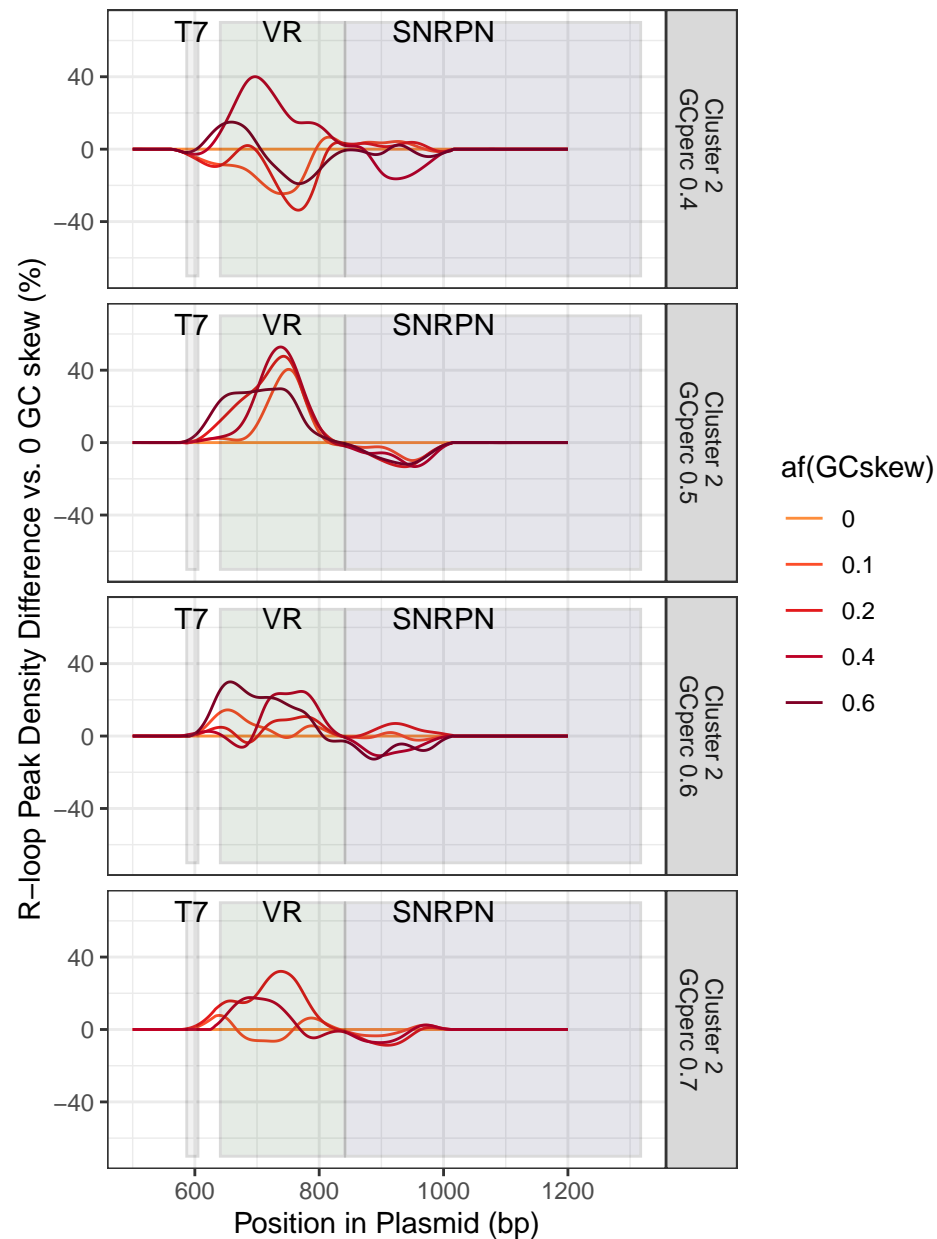 T7 VR SNRPN
40
0
−40
Cluster 2
GCperc 0.4
T7 VR SNRPN
40
0
−40
Cluster 2
GCperc 0.5
T7 VR SNRPN
40
0
−40
Cluster 2
GCperc 0.6
T7 VR SNRPN
40
0
−40
Cluster 2
GCperc 0.7
600 800 1000 1200
Position in Plasmid (bp)
R−loop Peak Density Difference vs. 0 GC skew (%)
af(GCskew)
0
0.1
0.2
0.4
0.6